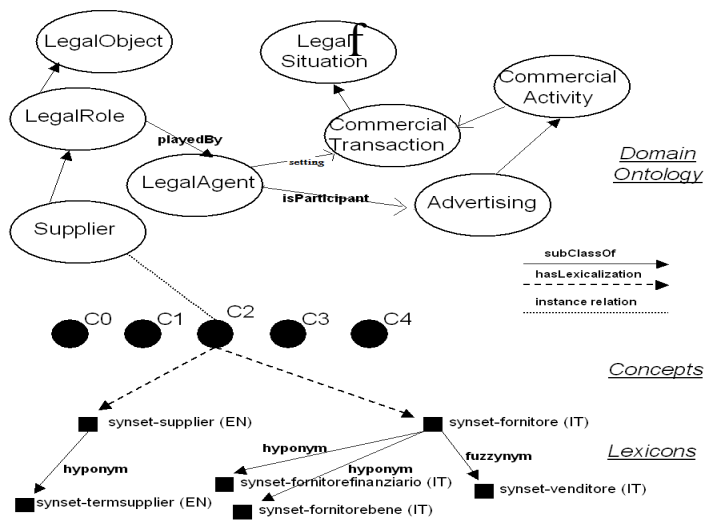 LegalObject
Legal f
Situation
Commercial
Activity
LegalRole
Commercial
Transaction
playedBy
setting
Domain
Ontology
LegalAgent
isParticipant
Advertising
Supplier
subClassOf
hasLexicalization
instance relation
C0
C1
C2
C3
C4
Concepts
synset-supplier (EN)
synset-fornitore (IT)
hyponym
fuzzynym
Lexicons
hyponym
hyponym
synset-fornitorefinanziario (IT)
synset-venditore (IT)
synset-termsupplier (EN)
synset-fornitorebene (IT)